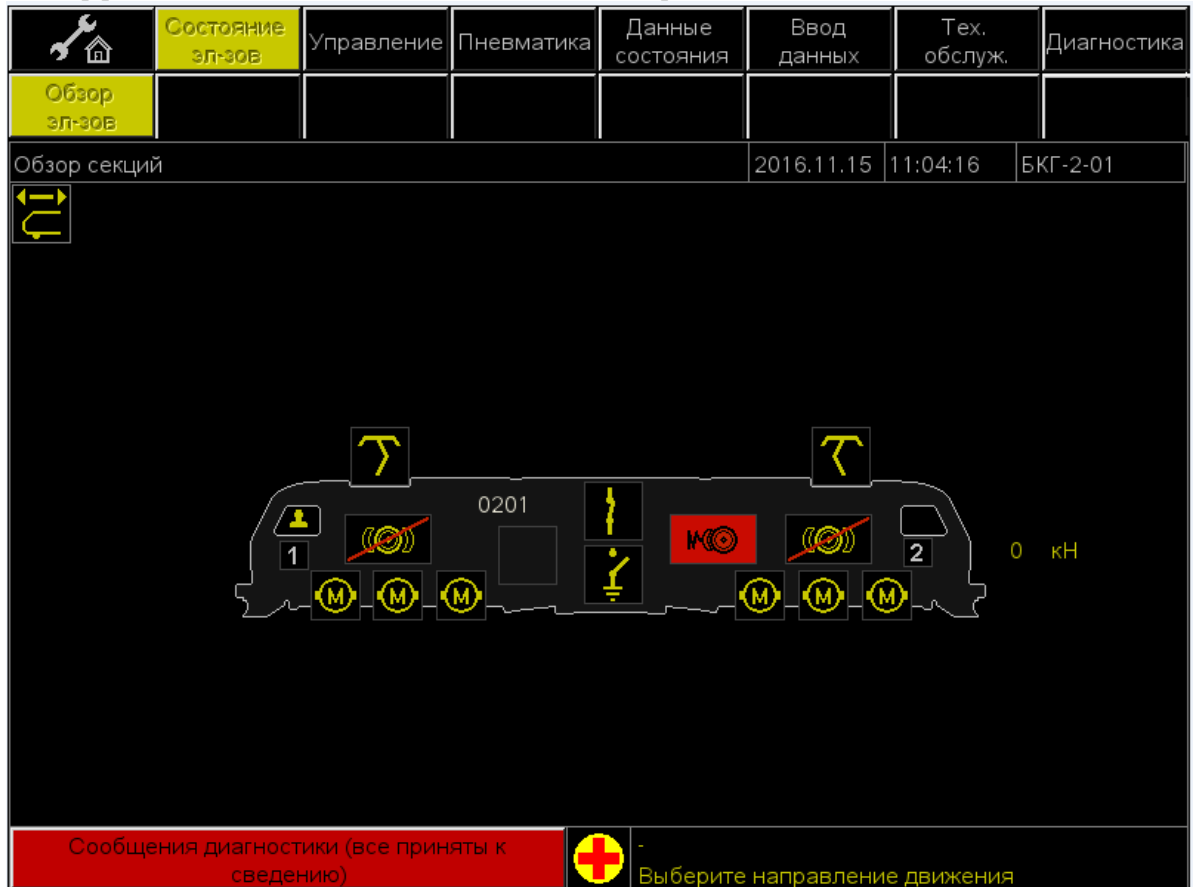 Состояние
эл-зов
Управление
Пневматика
Данные
состояния
Ввод
данных
Тех.
обслуж.
Диагностика
Обзор
эл-зов
Обзор секций
2016.11.15
11:04:16
БКГ-2-01
0201
1
2
0 кН
M M M M M M
Сообщения диагностики (все приняты к
сведению)
-
Выберите направление движения